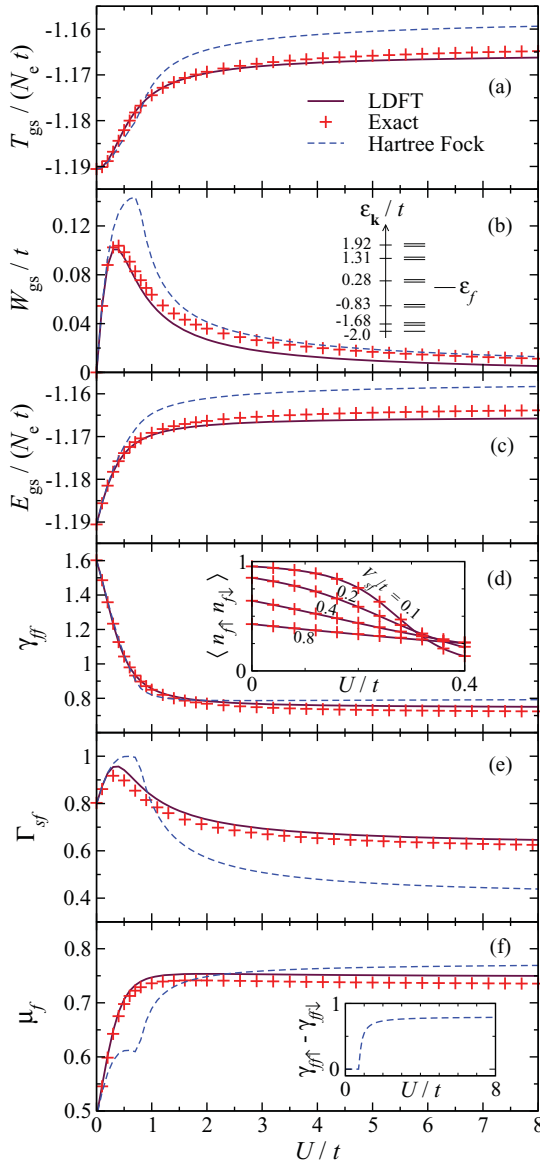 -1.16
-1.17
-1.18
-1.19
T_gs / (N_e t)
(a)
LDFT
Exact
Hartree Fock
0.12
0.08
0.04
0
W_gs / t
(b)
ε_k / t
1.92
1.31
0.28
-0.83
-1.68
-2.0
ε_f
-1.16
-1.17
-1.18
-1.19
E_gs / (N_e t)
(c)
1.6
1.4
1.2
1.0
0.8
γ_ff
(d)
1
0
⟨ n_f↑ n_f↓ ⟩
V_sf/t = 0.1
0.2
0.4
0.8
0
0.4
U / t
1
0.8
0.6
0.4
Γ_sf
(e)
0.8
0.7
0.6
0.5
μ_f
(f)
1
0
γ_ff↑ - γ_ff↓
0
8
U / t
0 1 2 3 4 5 6 7 8
U / t